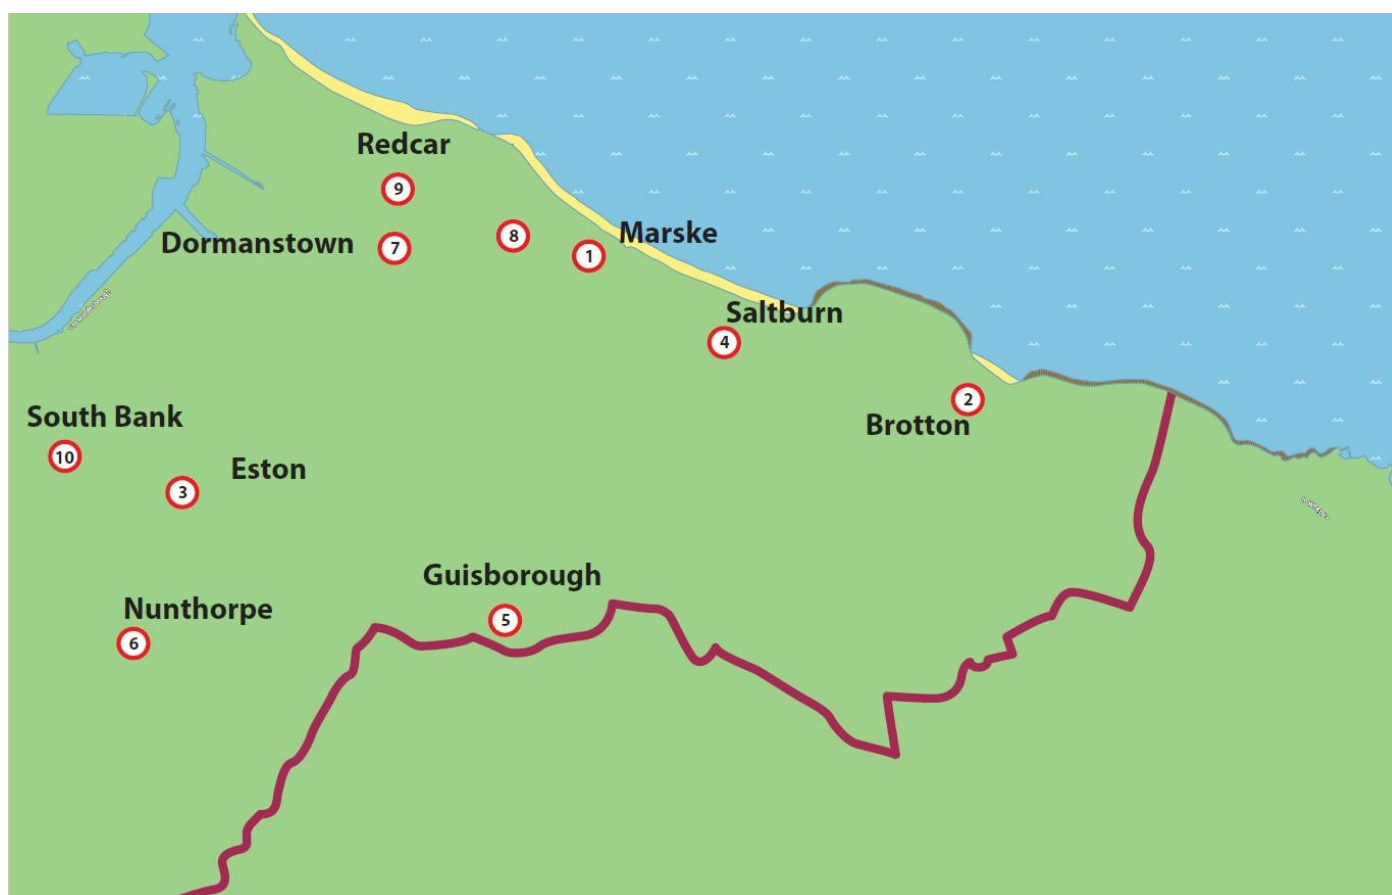 Redcar
9
Dormanstown
7
8
1
Marske
Saltburn
4
2
Brotton
South Bank
10
Eston
3
Guisborough
5
Nunthorpe
6